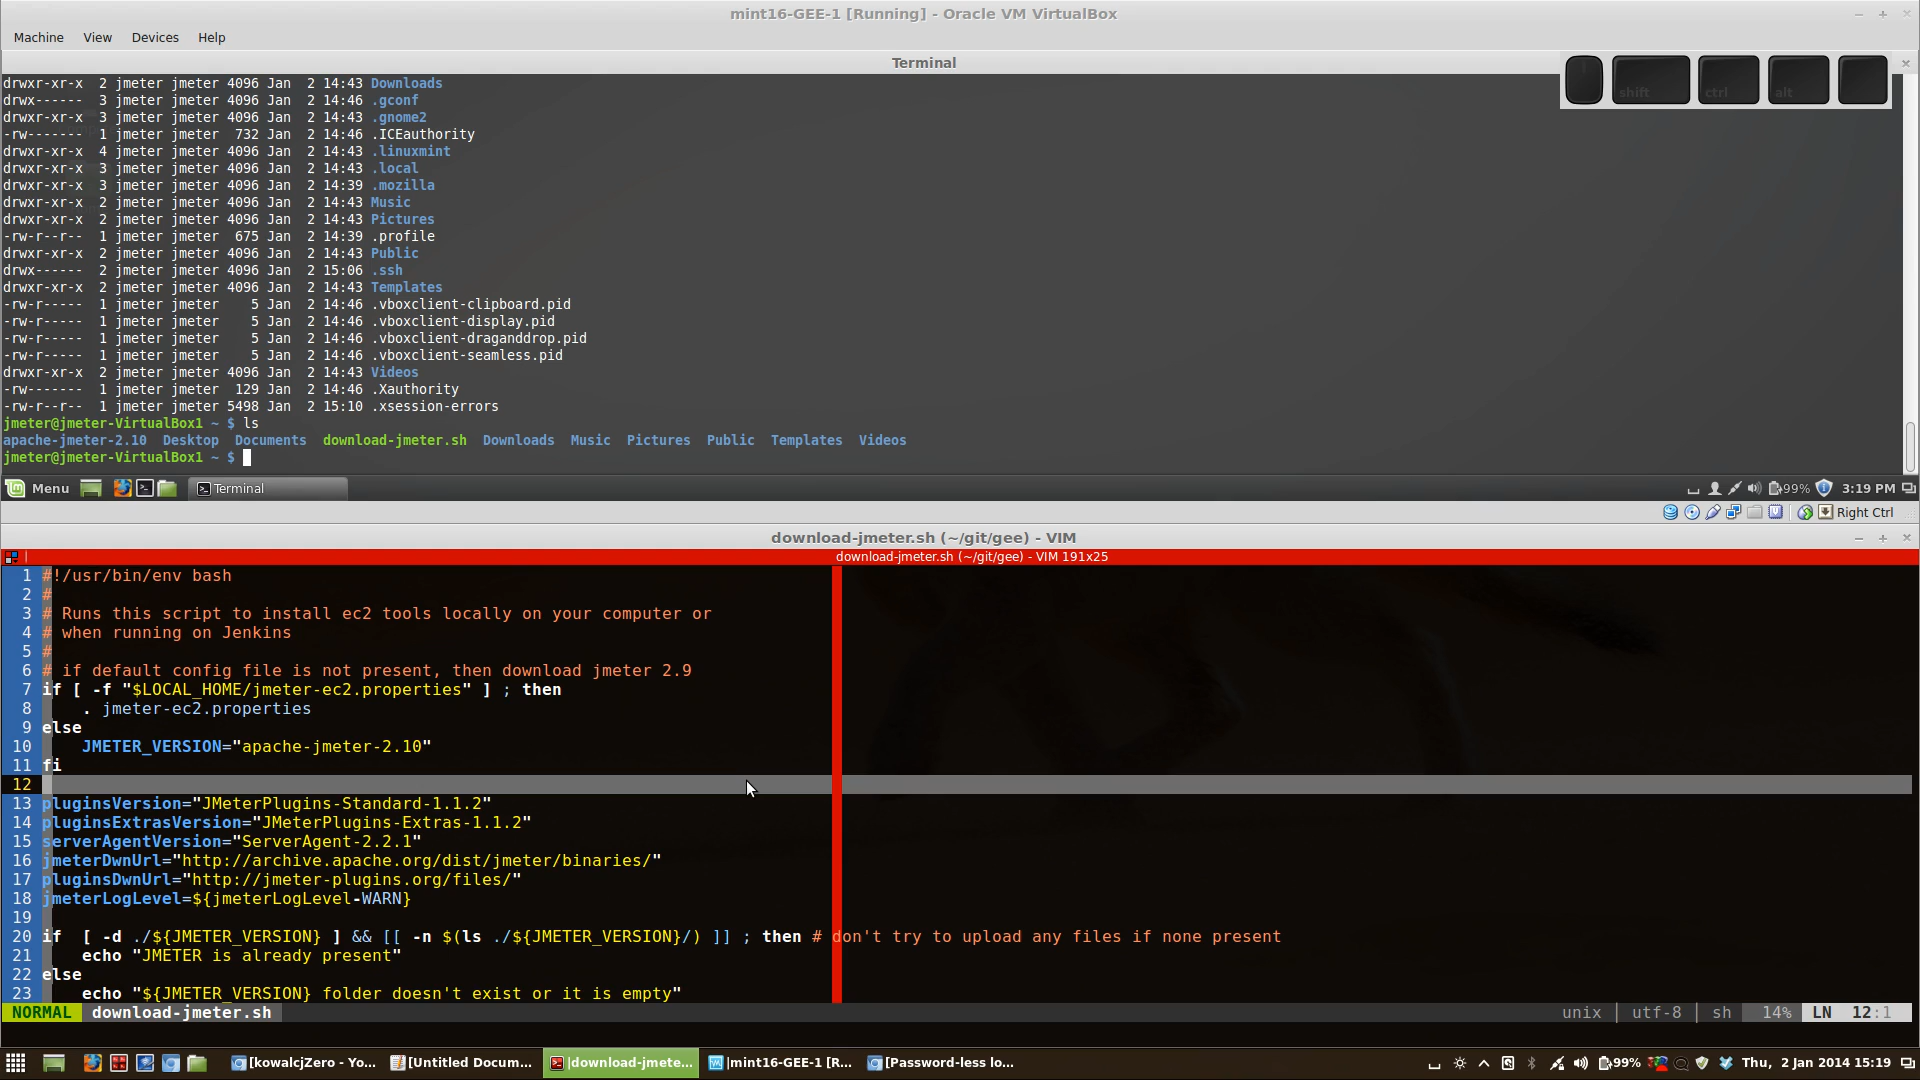 mint16-GEE-1 [Running] - Oracle VM VirtualBox
Machine View Devices Help
Terminal
shift ctrl alt
drwxr-xr-x 2 jmeter jmeter 4096 Jan 2 14:43 Downloads
drwx------ 3 jmeter jmeter 4096 Jan 2 14:46 .gconf
drwxr-xr-x 3 jmeter jmeter 4096 Jan 2 14:43 .gnome2
-rw------- 1 jmeter jmeter 732 Jan 2 14:46 .ICEauthority
drwxr-xr-x 4 jmeter jmeter 4096 Jan 2 14:43 .linuxmint
drwxr-xr-x 3 jmeter jmeter 4096 Jan 2 14:43 .local
drwxr-xr-x 3 jmeter jmeter 4096 Jan 2 14:39 .mozilla
drwxr-xr-x 2 jmeter jmeter 4096 Jan 2 14:43 Music
drwxr-xr-x 2 jmeter jmeter 4096 Jan 2 14:43 Pictures
-rw-r--r-- 1 jmeter jmeter 675 Jan 2 14:39 .profile
drwxr-xr-x 2 jmeter jmeter 4096 Jan 2 14:43 Public
drwx------ 2 jmeter jmeter 4096 Jan 2 15:06 .ssh
drwxr-xr-x 2 jmeter jmeter 4096 Jan 2 14:43 Templates
-rw-r----- 1 jmeter jmeter 5 Jan 2 14:46 .vboxclient-clipboard.pid
-rw-r----- 1 jmeter jmeter 5 Jan 2 14:46 .vboxclient-display.pid
-rw-r----- 1 jmeter jmeter 5 Jan 2 14:46 .vboxclient-draganddrop.pid
-rw-r----- 1 jmeter jmeter 5 Jan 2 14:46 .vboxclient-seamless.pid
drwxr-xr-x 2 jmeter jmeter 4096 Jan 2 14:43 Videos
-rw------- 1 jmeter jmeter 129 Jan 2 14:46 .Xauthority
-rw-r--r-- 1 jmeter jmeter 5498 Jan 2 15:10 .xsession-errors
jmeter@jmeter-VirtualBox1 ~ $ ls
apache-jmeter-2.10 Desktop Documents download-jmeter.sh Downloads Music Pictures Public Templates Videos
jmeter@jmeter-VirtualBox1 ~ $
Menu Terminal 99% 3:19 PM
Right Ctrl
download-jmeter.sh (~/git/gee) - VIM
download-jmeter.sh (~/git/gee) - VIM 191x25
1 #!/usr/bin/env bash
2 #
3 # Runs this script to install ec2 tools locally on your computer or
4 # when running on Jenkins
5 #
6 # if default config file is not present, then download jmeter 2.9
7 if [ -f "$LOCAL_HOME/jmeter-ec2.properties" ] ; then
8 . jmeter-ec2.properties
9 else
10 JMETER_VERSION="apache-jmeter-2.10"
11 fi
12
13 pluginsVersion="JMeterPlugins-Standard-1.1.2"
14 pluginsExtrasVersion="JMeterPlugins-Extras-1.1.2"
15 serverAgentVersion="ServerAgent-2.2.1"
16 jmeterDwnUrl="http://archive.apache.org/dist/jmeter/binaries/"
17 pluginsDwnUrl="http://jmeter-plugins.org/files/"
18 jmeterLogLevel=${jmeterLogLevel-WARN}
19
20 if [ -d ./${JMETER_VERSION} ] && [[ -n $(ls ./${JMETER_VERSION}/) ]] ; then # don't try to upload any files if none present
21 echo "JMETER is already present"
22 else
23 echo "${JMETER_VERSION} folder doesn't exist or it is empty"
NORMAL download-jmeter.sh unix | utf-8 | sh 14% LN 12:1
[kowalcjZero - Yo... [Untitled Docum... |download-jmete... |mint16-GEE-1 [R... [Password-less lo... 99% Thu, 2 Jan 2014 15:19